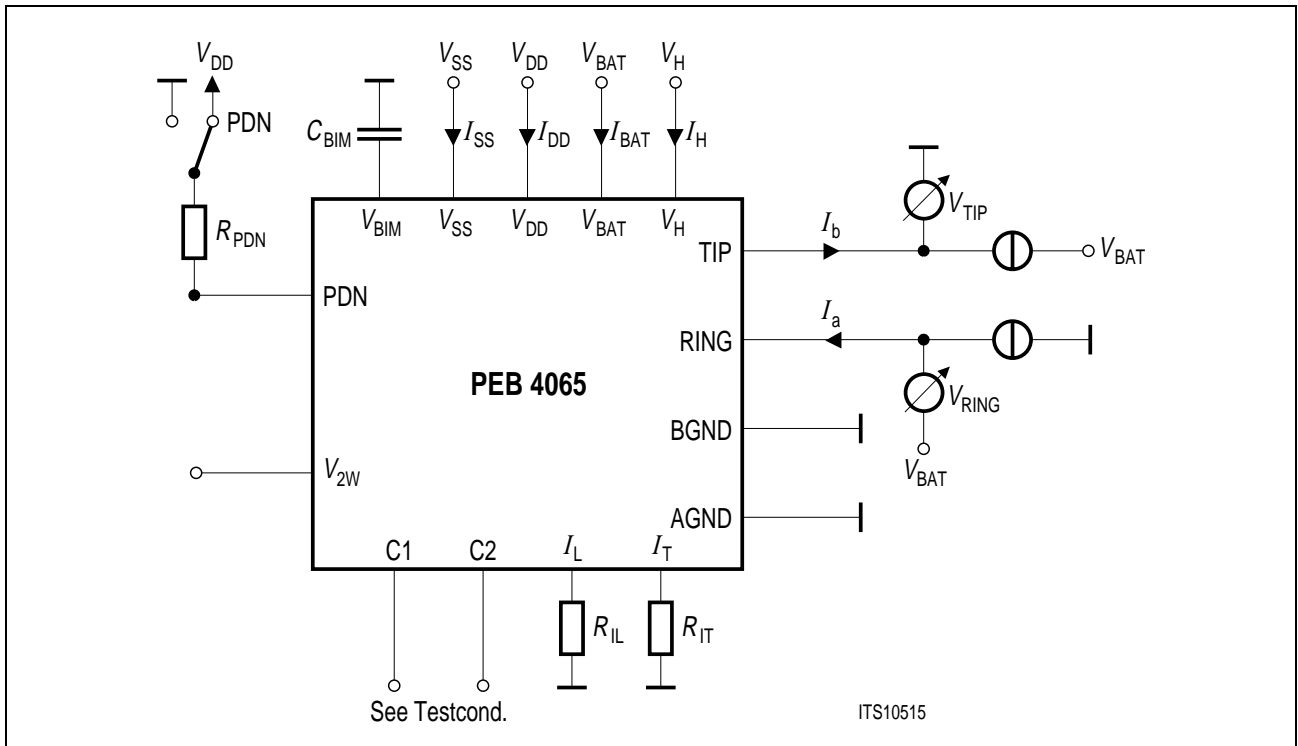 V_DD
V_SS V_DD V_BAT V_H
PDN
C_BIM
I_SS I_DD I_BAT I_H
V_TIP
V_BIM V_SS V_DD V_BAT V_H
R_PDN
I_b
TIP
V_BAT
PDN
I_a
RING
PEB 4065
V_RING
BGND
V_2W
V_BAT
AGND
C1 C2 I_L I_T
R_IL R_IT
See Testcond.
ITS10515